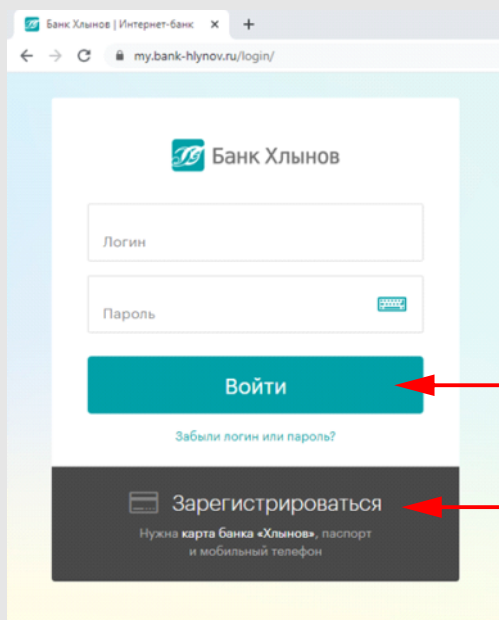 Банк Хлынов | Интернет-банк
my.bank-hlynov.ru/login/
Банк Хлынов
Логин
Пароль
Войти
Забыли логин или пароль?
Зарегистрироваться
Нужна карта банка «Хлынов», паспорт
и мобильный телефон